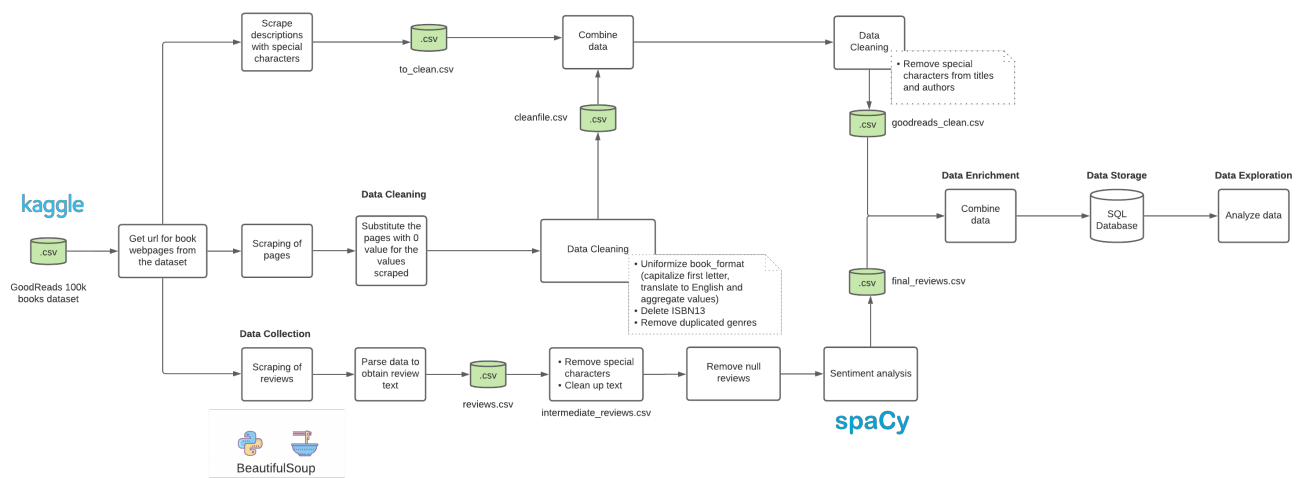 Scrape
descriptions
with special
characters
.csv
to_clean.csv
Combine
data
Data
Cleaning
• Remove special
characters from titles
and authors
cleanfile.csv
.csv
.csv
goodreads_clean.csv
kaggle
.csv
GoodReads 100k
books dataset
Get url for book
webpages from
the dataset
Scraping of
pages
Data Cleaning
Substitute the
pages with 0
value for the
values
scraped
Data Cleaning
• Uniformize book_format
(capitalize first letter,
translate to English and
aggregate values)
• Delete ISBN13
• Remove duplicated genres
Data Enrichment
Combine
data
Data Storage
SQL
Database
Data Exploration
Analyze data
.csv
final_reviews.csv
Data Collection
Scraping of
reviews
Parse data to
obtain review
text
.csv
reviews.csv
• Remove special
characters
• Clean up text
intermediate_reviews.csv
Remove null
reviews
Sentiment analysis
spaCy
BeautifulSoup